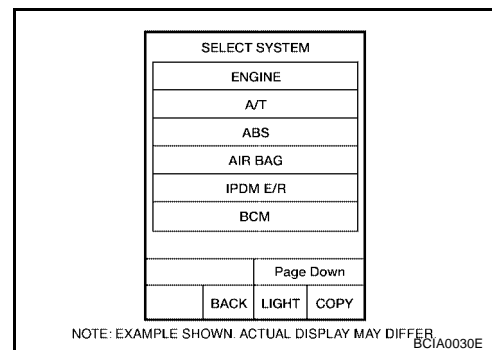 SELECT SYSTEM
ENGINE
A/T
ABS
AIR BAG
IPDM E/R
BCM
Page Down
BACK LIGHT COPY
NOTE: EXAMPLE SHOWN. ACTUAL DISPLAY MAY DIFFER.
BCIA0030E